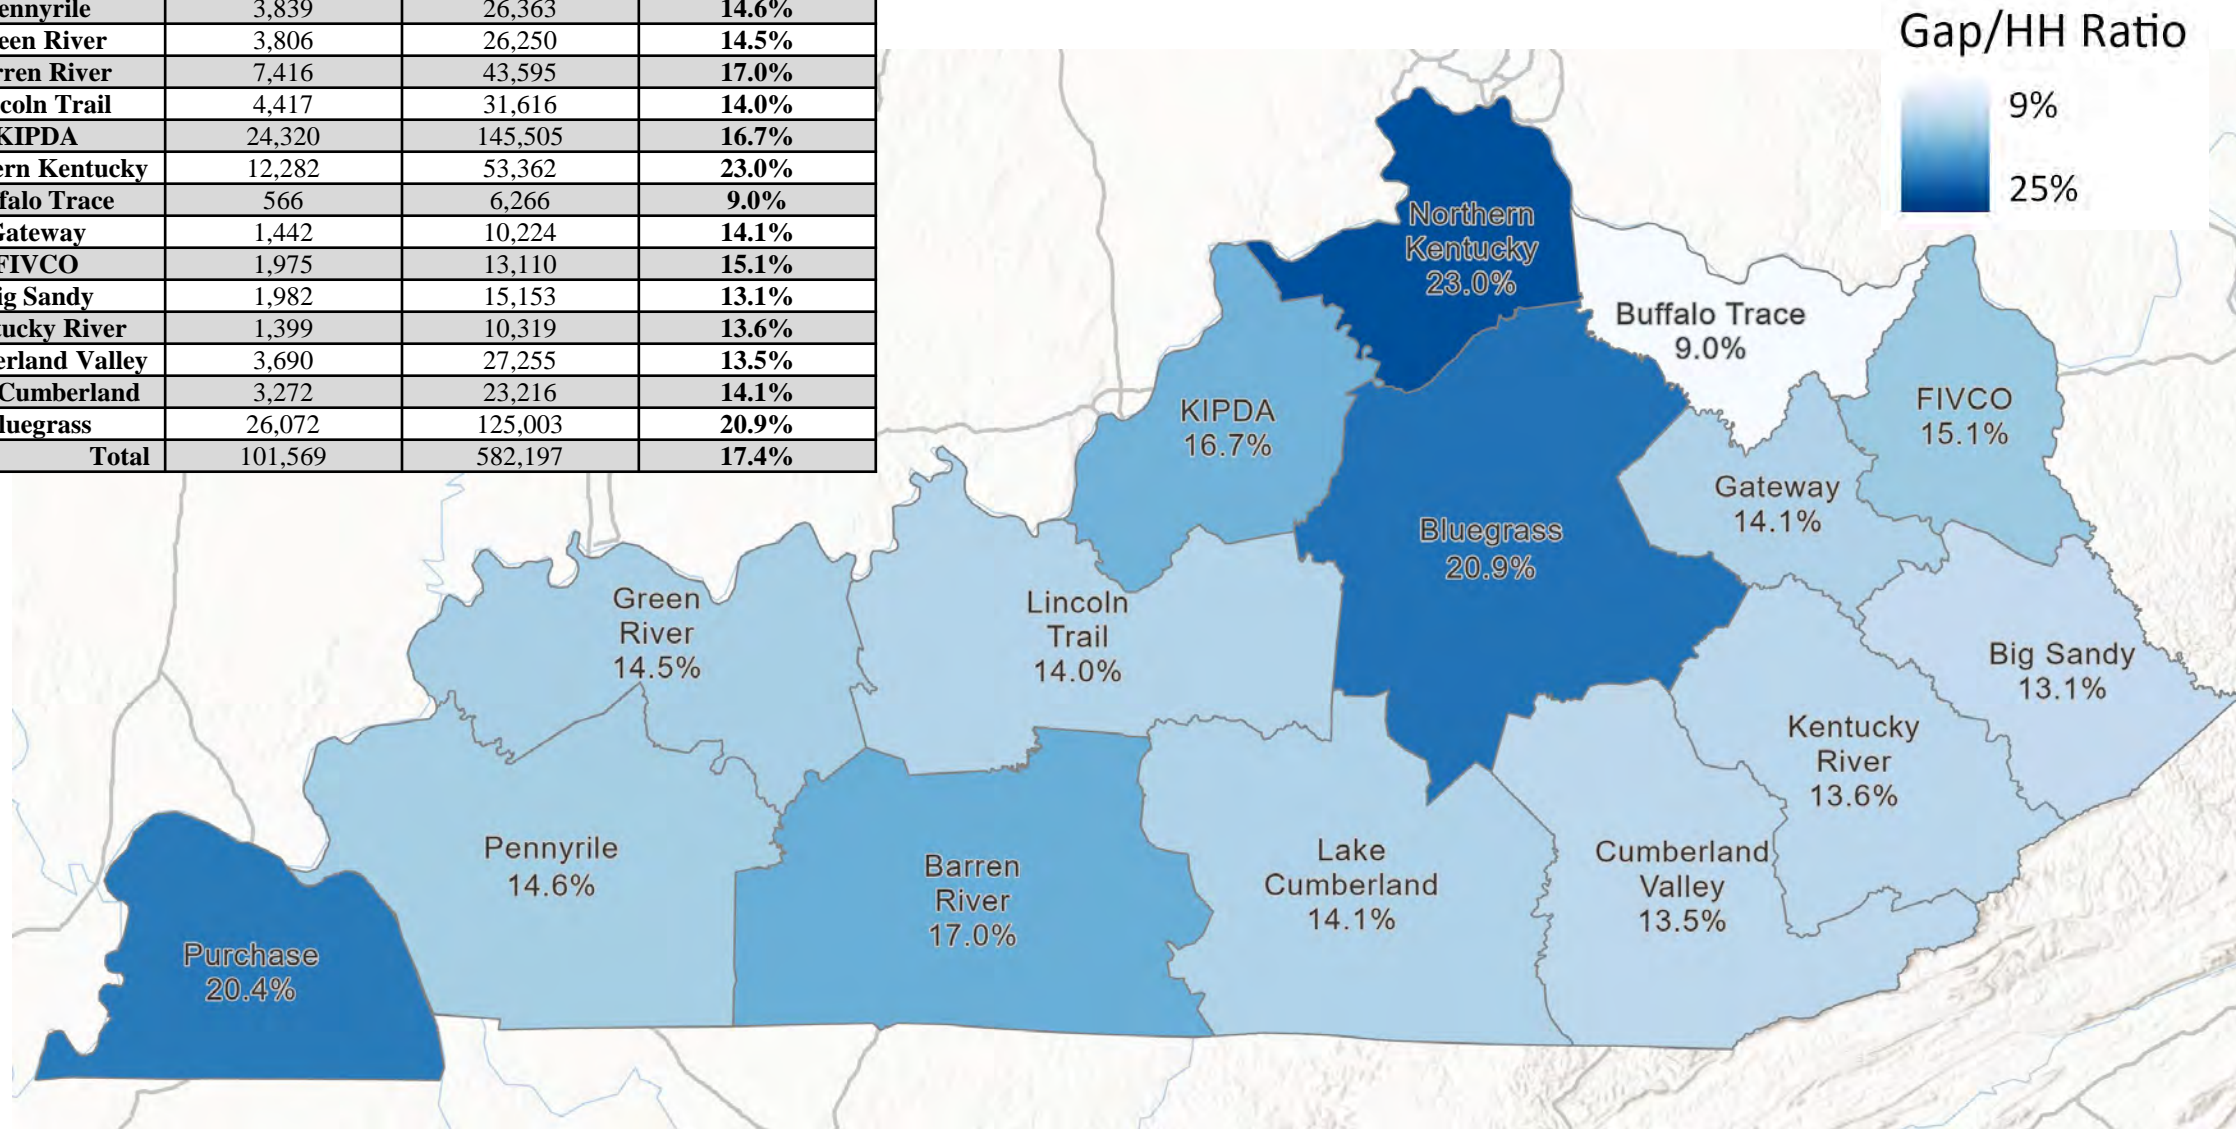 ennyrile 3,839 26,363 14.6%
een River 3,806 26,250 14.5%
rren River 7,416 43,595 17.0%
coln Trail 4,417 31,616 14.0%
KIPDA 24,320 145,505 16.7%
ern Kentucky 12,282 53,362 23.0%
falo Trace 566 6,266 9.0%
Gateway 1,442 10,224 14.1%
FIVCO 1,975 13,110 15.1%
ig Sandy 1,982 15,153 13.1%
tucky River 1,399 10,319 13.6%
erland Valley 3,690 27,255 13.5%
Cumberland 3,272 23,216 14.1%
luegrass 26,072 125,003 20.9%
Total 101,569 582,197 17.4%
Gap/HH Ratio
9%
25%
Northern
Kentucky
23.0%
Buffalo Trace
9.0%
KIPDA
16.7%
FIVCO
15.1%
Gateway
14.1%
Bluegrass
20.9%
Green
River
14.5%
Lincoln
Trail
14.0%
Big Sandy
13.1%
Kentucky
River
13.6%
Pennyrile
14.6%
Barren
River
17.0%
Lake
Cumberland
14.1%
Cumberland
Valley
13.5%
Purchase
20.4%